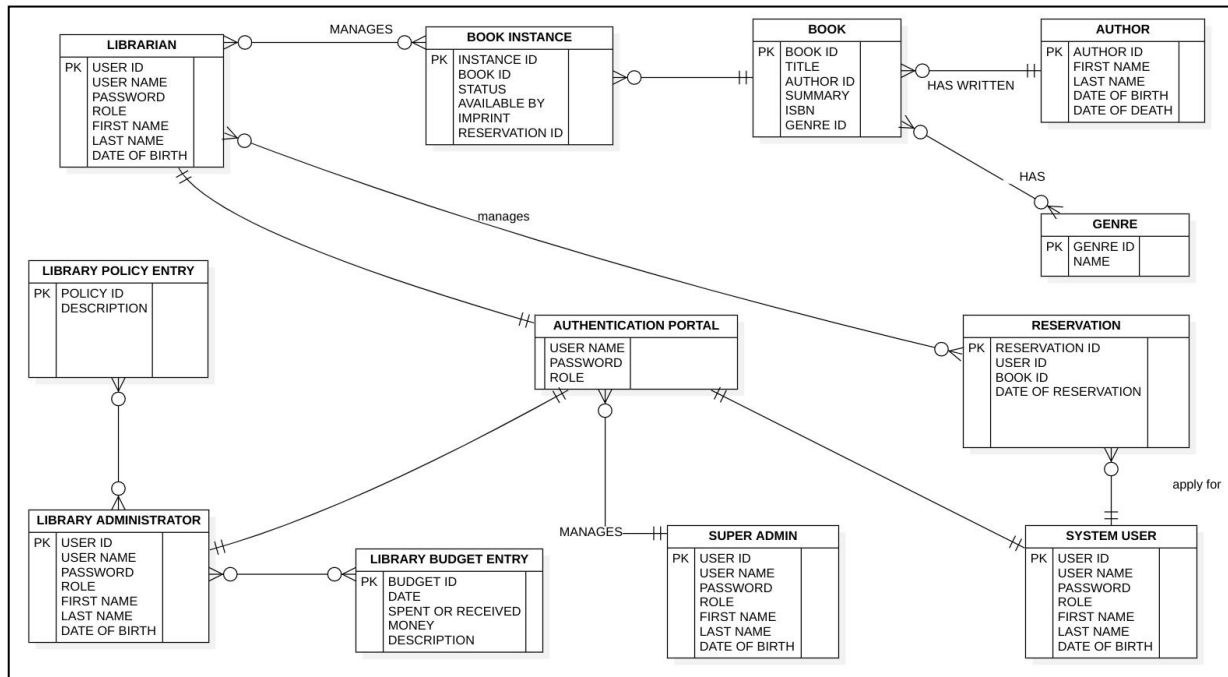 LIBRARIAN
PK USER ID
USER NAME
PASSWORD
ROLE
FIRST NAME
LAST NAME
DATE OF BIRTH
MANAGES
BOOK INSTANCE
PK INSTANCE ID
BOOK ID
STATUS
AVAILABLE BY
IMPRINT
RESERVATION ID
BOOK
PK BOOK ID
TITLE
AUTHOR ID
SUMMARY
ISBN
GENRE ID
HAS WRITTEN
AUTHOR
PK AUTHOR ID
FIRST NAME
LAST NAME
DATE OF BIRTH
DATE OF DEATH
HAS
GENRE
PK GENRE ID
NAME
manages
LIBRARY POLICY ENTRY
PK POLICY ID
DESCRIPTION
AUTHENTICATION PORTAL
USER NAME
PASSWORD
ROLE
RESERVATION
PK RESERVATION ID
USER ID
BOOK ID
DATE OF RESERVATION
apply for
LIBRARY ADMINISTRATOR
PK USER ID
USER NAME
PASSWORD
ROLE
FIRST NAME
LAST NAME
DATE OF BIRTH
LIBRARY BUDGET ENTRY
PK BUDGET ID
DATE
SPENT OR RECEIVED
MONEY
DESCRIPTION
MANAGES
SUPER ADMIN
PK USER ID
USER NAME
PASSWORD
ROLE
FIRST NAME
LAST NAME
DATE OF BIRTH
SYSTEM USER
PK USER ID
USER NAME
PASSWORD
ROLE
FIRST NAME
LAST NAME
DATE OF BIRTH